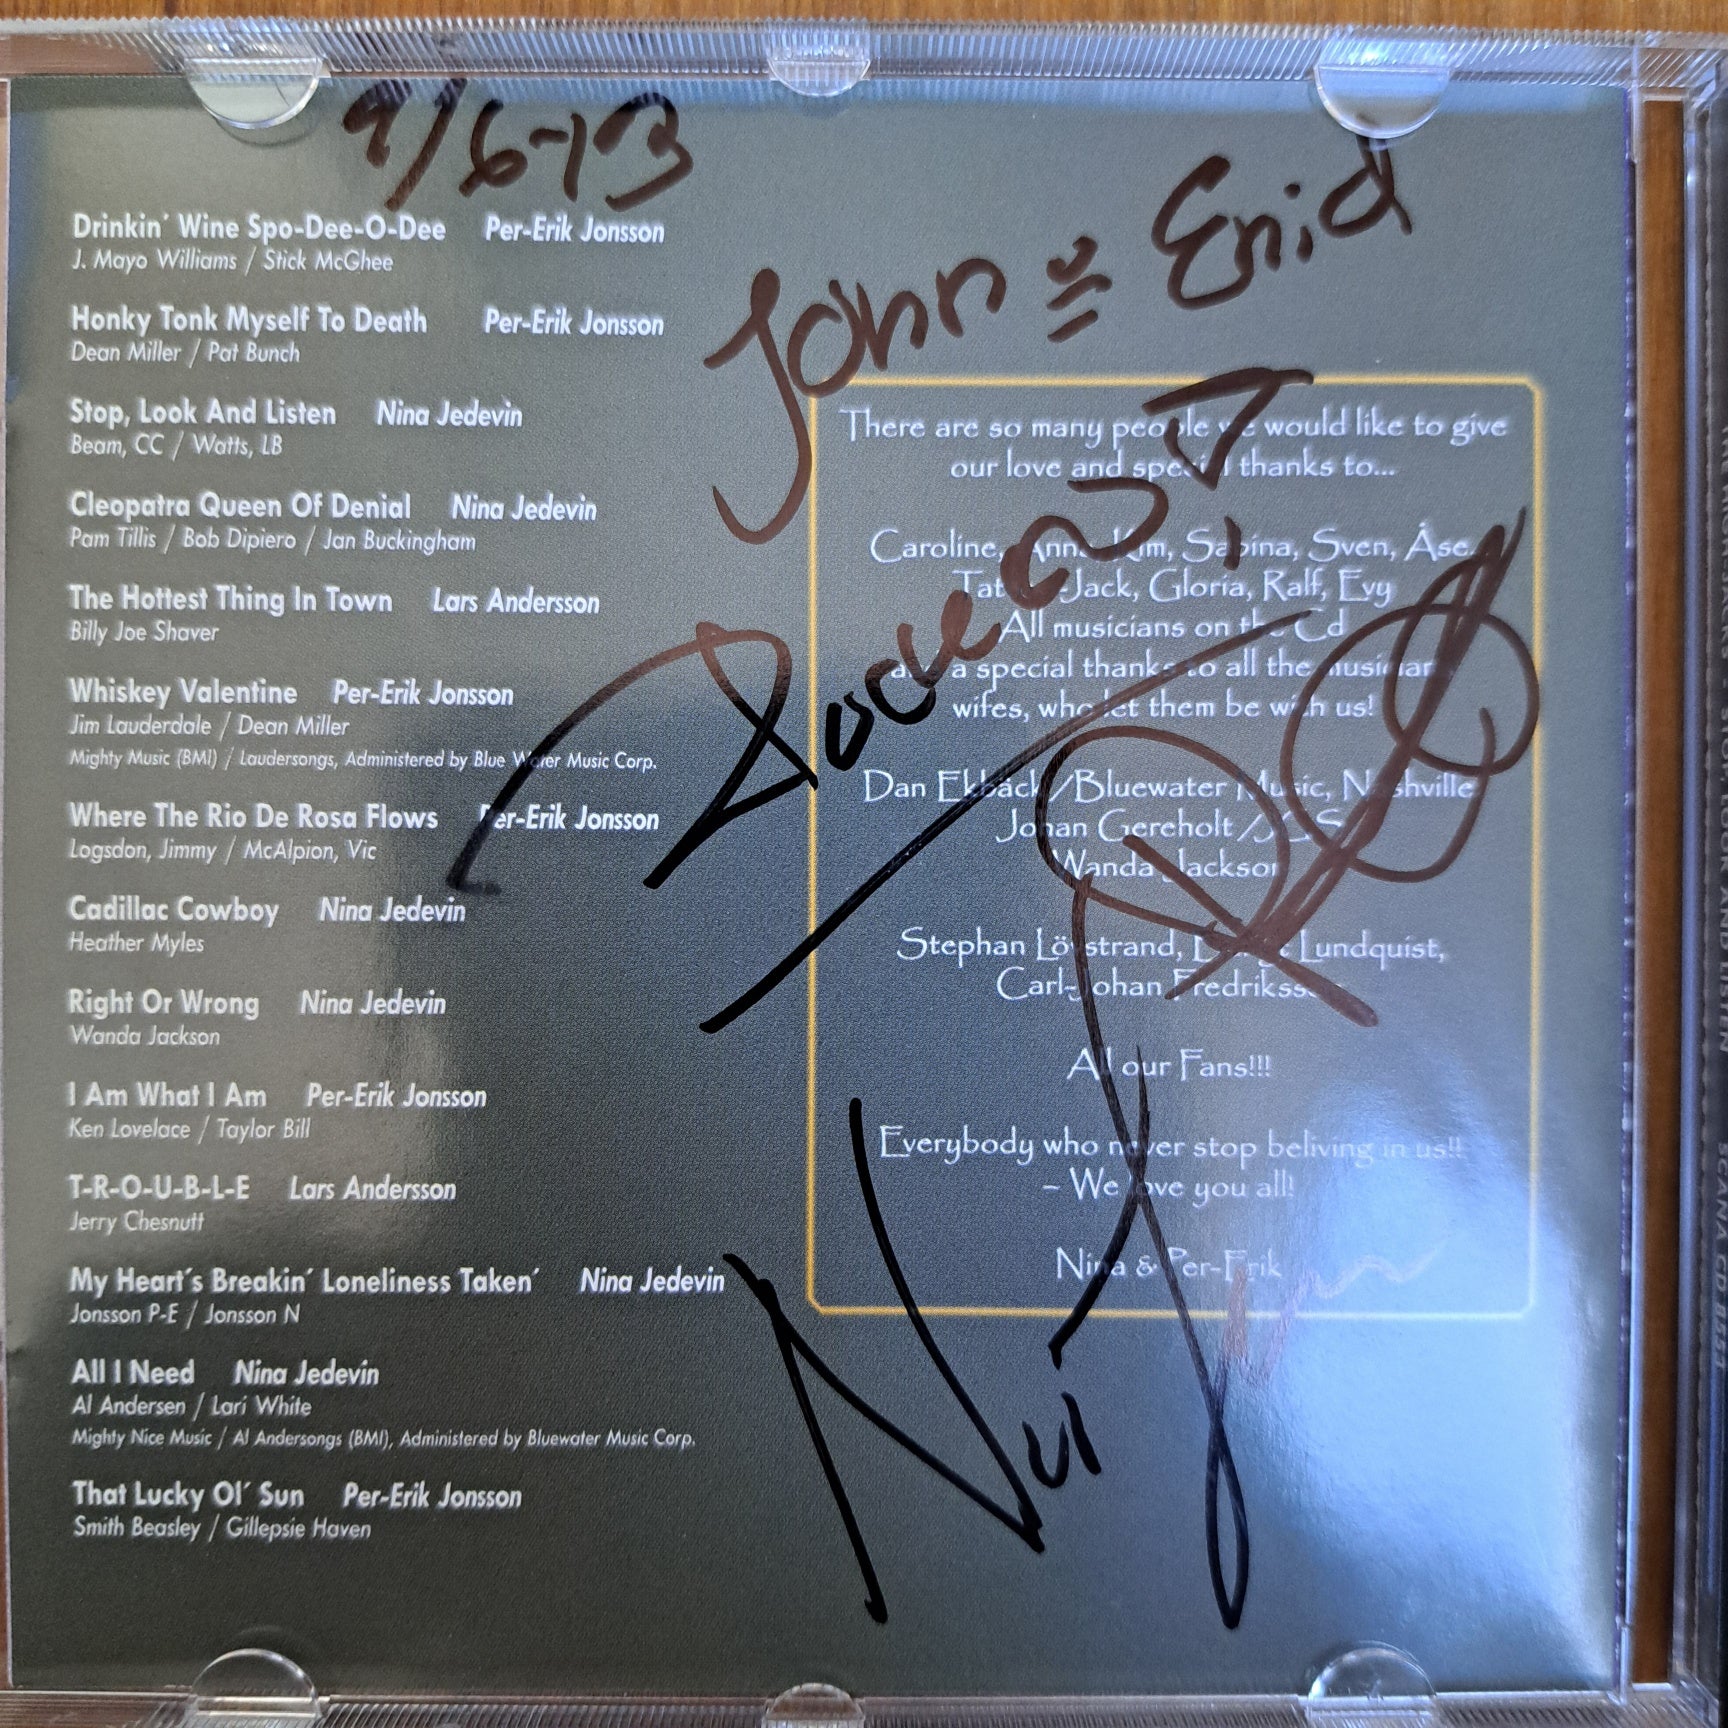 9/6-13
John & Enid
Drinkin´ Wine Spo-Dee-O-Dee Per-Erik Jonsson
J. Mayo Williams / Stick McGhee
Honky Tonk Myself To Death Per-Erik Jonsson
Dean Miller / Pat Bunch
Stop, Look And Listen Nina Jedevin
Beam, CC / Watts, LB
Cleopatra Queen Of Denial Nina Jedevin
Pam Tillis / Bob Dipiero / Jan Buckingham
The Hottest Thing In Town Lars Andersson
Billy Joe Shaver
Whiskey Valentine Per-Erik Jonsson
Jim Lauderdale / Dean Miller
Mighty Music (BMI) / Laudersongs, Administered by Blue Water Music Corp.
Where The Rio De Rosa Flows Per-Erik Jonsson
Logsdon, Jimmy / McAlpion, Vic
Cadillac Cowboy Nina Jedevin
Heather Myles
Right Or Wrong Nina Jedevin
Wanda Jackson
I Am What I Am Per-Erik Jonsson
Ken Lovelace / Taylor Bill
T-R-O-U-B-L-E Lars Andersson
Jerry Chesnutt
My Heart´s Breakin´ Loneliness Taken´ Nina Jedevin
Jonsson P-E / Jonsson N
All I Need Nina Jedevin
Al Andersen / Lari White
Mighty Nice Music / Al Andersongs (BMI), Administered by Bluewater Music Corp.
That Lucky Ol´ Sun Per-Erik Jonsson
Smith Beasley / Gillepsie Haven
There are so many people we would like to give
our love and special thanks to...
Caroline, Anna, Kim, Sabina, Sven, Åse,
Jack, Gloria, Ralf, Evy
All musicians on the Cd
a special thanks to all the musician
wifes, who let them be with us!
Dan Ekbäck/Bluewater Music, Nashville
Johan Gereholt
Wanda Jackson
Stephan Lövstrand, Lundquist,
Carl-Johan Fredriksson
All our Fans!!!
Everybody who never stop beliving in us!!
– We love you all!
Nina & Per-Erik